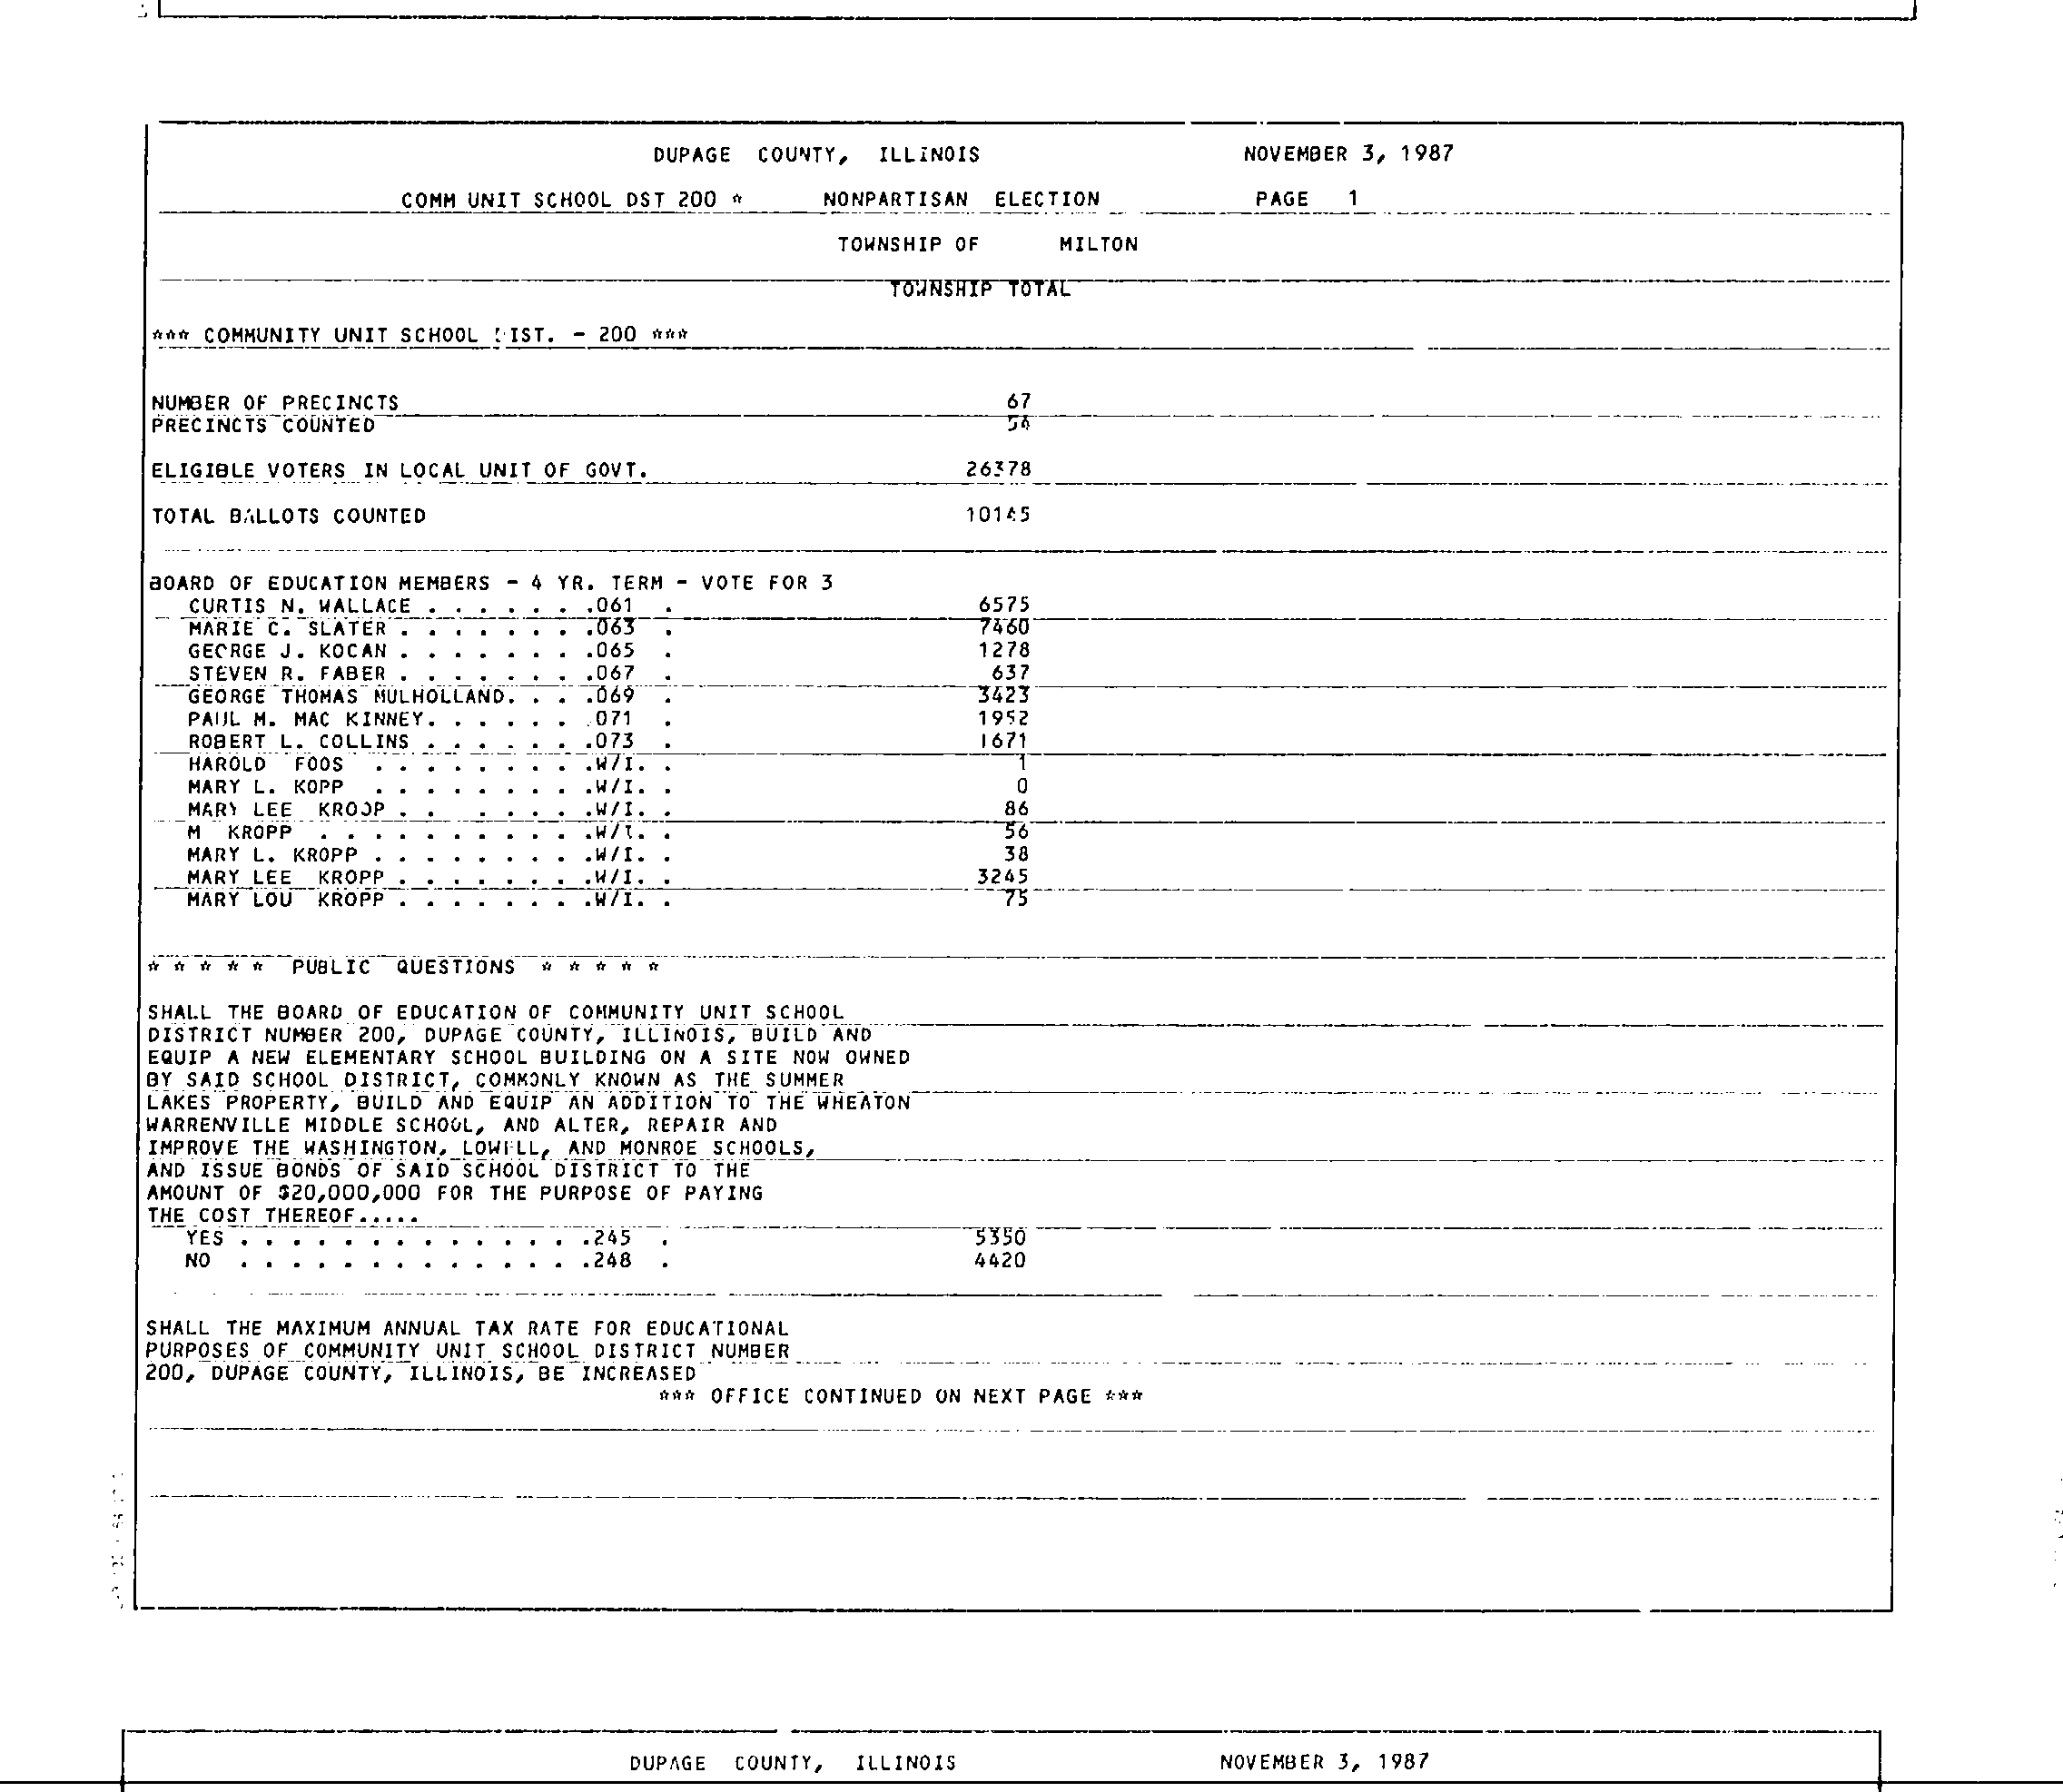 DUPAGE COUNTY, ILLINOIS NOVEMBER 3, 1987
COMM UNIT SCHOOL DST 200 * NONPARTISAN ELECTION PAGE 1
TOWNSHIP OF MILTON
TOWNSHIP TOTAL
*** COMMUNITY UNIT SCHOOL DIST. - 200 ***
NUMBER OF PRECINCTS 67
PRECINCTS COUNTED
ELIGIBLE VOTERS IN LOCAL UNIT OF GOVT. 26378
TOTAL BALLOTS COUNTED 10145
BOARD OF EDUCATION MEMBERS - 4 YR. TERM - VOTE FOR 3
CURTIS N. WALLACE . . . . . . .061 . 6575
MARIE C. SLATER . . . . . . . .063 . 7460
GEORGE J. KOCAN . . . . . . . .065 . 1278
STEVEN R. FABER . . . . . . . .067 . 637
GEORGE THOMAS MULHOLLAND. . . .069 . 3423
PAUL M. MAC KINNEY. . . . . . .071 . 1952
ROBERT L. COLLINS . . . . . . .073 . 1671
HAROLD FOOS . . . . . . . . .W/I. . 1
MARY L. KOPP . . . . . . . . .W/I. . 0
MARY LEE KROOP . . . . . . . .W/I. . 86
M KROPP . . . . . . . . . . .W/I. . 56
MARY L. KROPP . . . . . . . . .W/I. . 38
MARY LEE KROPP . . . . . . . .W/I. . 3245
MARY LOU KROPP . . . . . . . .W/I. . 75
* * * * * PUBLIC QUESTIONS * * * * *
SHALL THE BOARD OF EDUCATION OF COMMUNITY UNIT SCHOOL
DISTRICT NUMBER 200, DUPAGE COUNTY, ILLINOIS, BUILD AND
EQUIP A NEW ELEMENTARY SCHOOL BUILDING ON A SITE NOW OWNED
BY SAID SCHOOL DISTRICT, COMMONLY KNOWN AS THE SUMMER
LAKES PROPERTY, BUILD AND EQUIP AN ADDITION TO THE WHEATON
WARRENVILLE MIDDLE SCHOOL, AND ALTER, REPAIR AND
IMPROVE THE WASHINGTON, LOWELL, AND MONROE SCHOOLS,
AND ISSUE BONDS OF SAID SCHOOL DISTRICT TO THE
AMOUNT OF $20,000,000 FOR THE PURPOSE OF PAYING
THE COST THEREOF.....
YES . . . . . . . . . . . . . .245 . 5350
NO . . . . . . . . . . . . . .248 . 4420
SHALL THE MAXIMUM ANNUAL TAX RATE FOR EDUCATIONAL
PURPOSES OF COMMUNITY UNIT SCHOOL DISTRICT NUMBER
200, DUPAGE COUNTY, ILLINOIS, BE INCREASED
*** OFFICE CONTINUED ON NEXT PAGE ***
DUPAGE COUNTY, ILLINOIS NOVEMBER 3, 1987